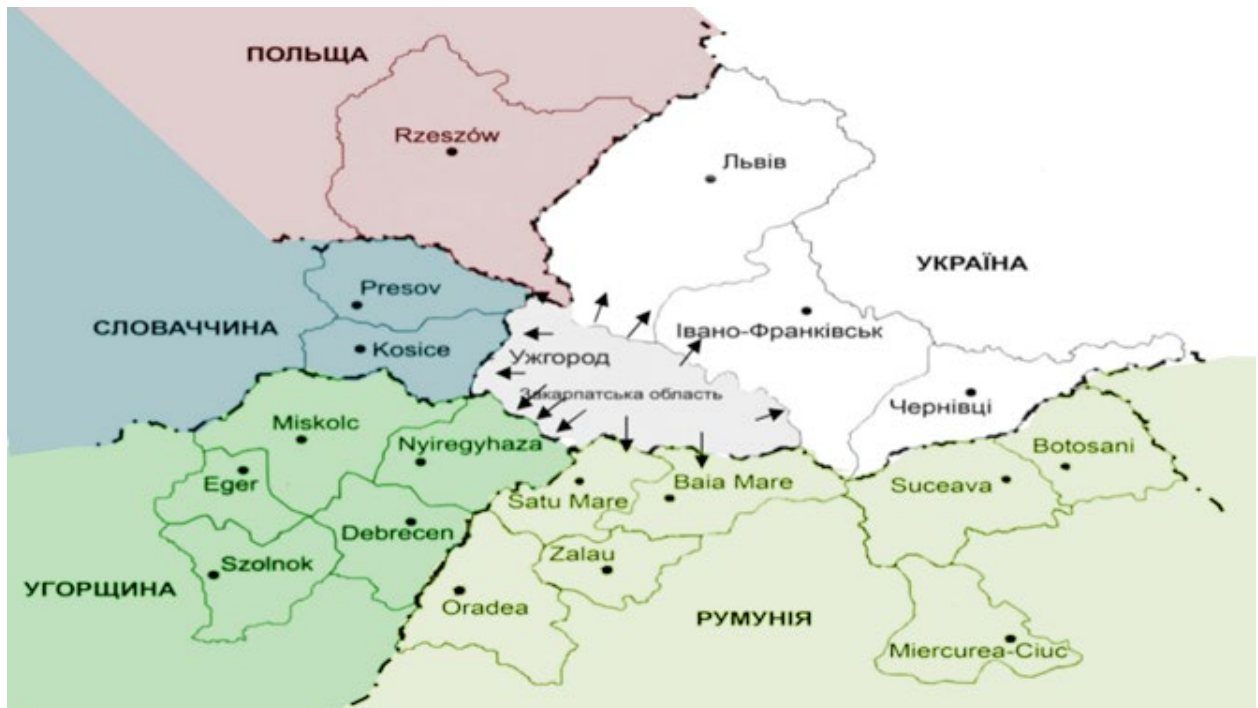 ПОЛЬЩА
Rzeszów
Львів
УКРАЇНА
Presov
СЛОВАЧЧИНА
Kosice
Івано-Франківськ
Ужгород
Закарпатська область
Чернівці
Miskolc
Nyiregyhaza
Botosani
Eger
Satu Mare
Baia Mare
Suceava
Debrecen
Zalau
Szolnok
УГОРЩИНА
Oradea
РУМУНІЯ
Miercurea-Ciuc